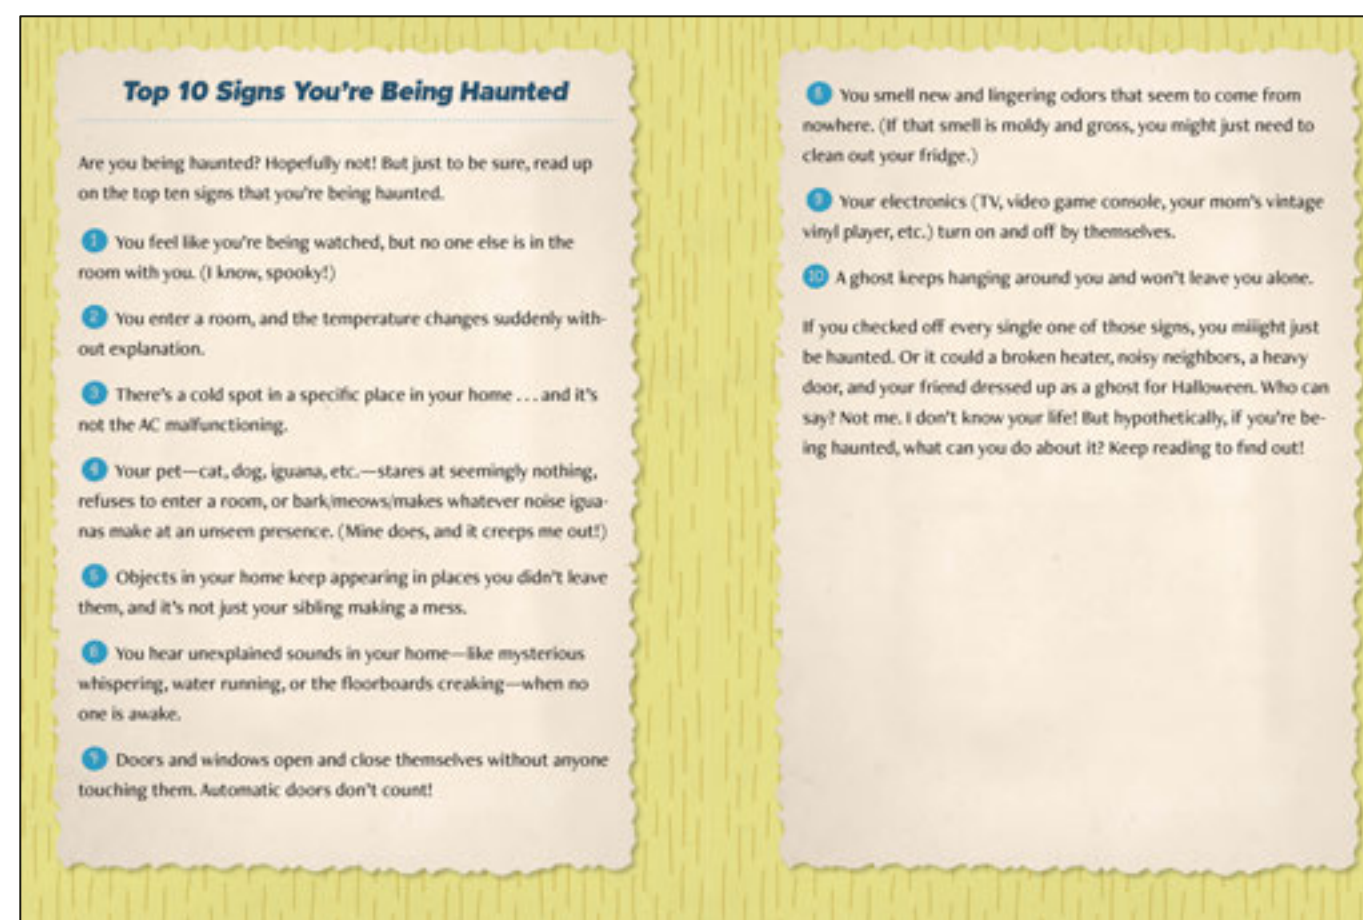 Top 10 Signs You're Being Haunted
Are you being haunted? Hopefully not! But just to be sure, read up
on the top ten signs that you're being haunted.
1 You feel like you're being watched, but no one else is in the
room with you. (I know, spooky!)
2 You enter a room, and the temperature changes suddenly with-
out explanation.
3 There's a cold spot in a specific place in your home . . . and it's
not the AC malfunctioning.
4 Your pet—cat, dog, iguana, etc.—stares at seemingly nothing,
refuses to enter a room, or bark/meows/makes whatever noise igua-
nas make at an unseen presence. (Mine does, and it creeps me out!)
5 Objects in your home keep appearing in places you didn't leave
them, and it's not just your sibling making a mess.
6 You hear unexplained sounds in your home—like mysterious
whispering, water running, or the floorboards creaking—when no
one is awake.
7 Doors and windows open and close themselves without anyone
touching them. Automatic doors don't count!
8 You smell new and lingering odors that seem to come from
nowhere. (If that smell is moldy and gross, you might just need to
clean out your fridge.)
9 Your electronics (TV, video game console, your mom's vintage
vinyl player, etc.) turn on and off by themselves.
10 A ghost keeps hanging around you and won't leave you alone.
If you checked off every single one of those signs, you miiight just
be haunted. Or it could a broken heater, noisy neighbors, a heavy
door, and your friend dressed up as a ghost for Halloween. Who can
say? Not me. I don't know your life! But hypothetically, if you're be-
ing haunted, what can you do about it? Keep reading to find out!